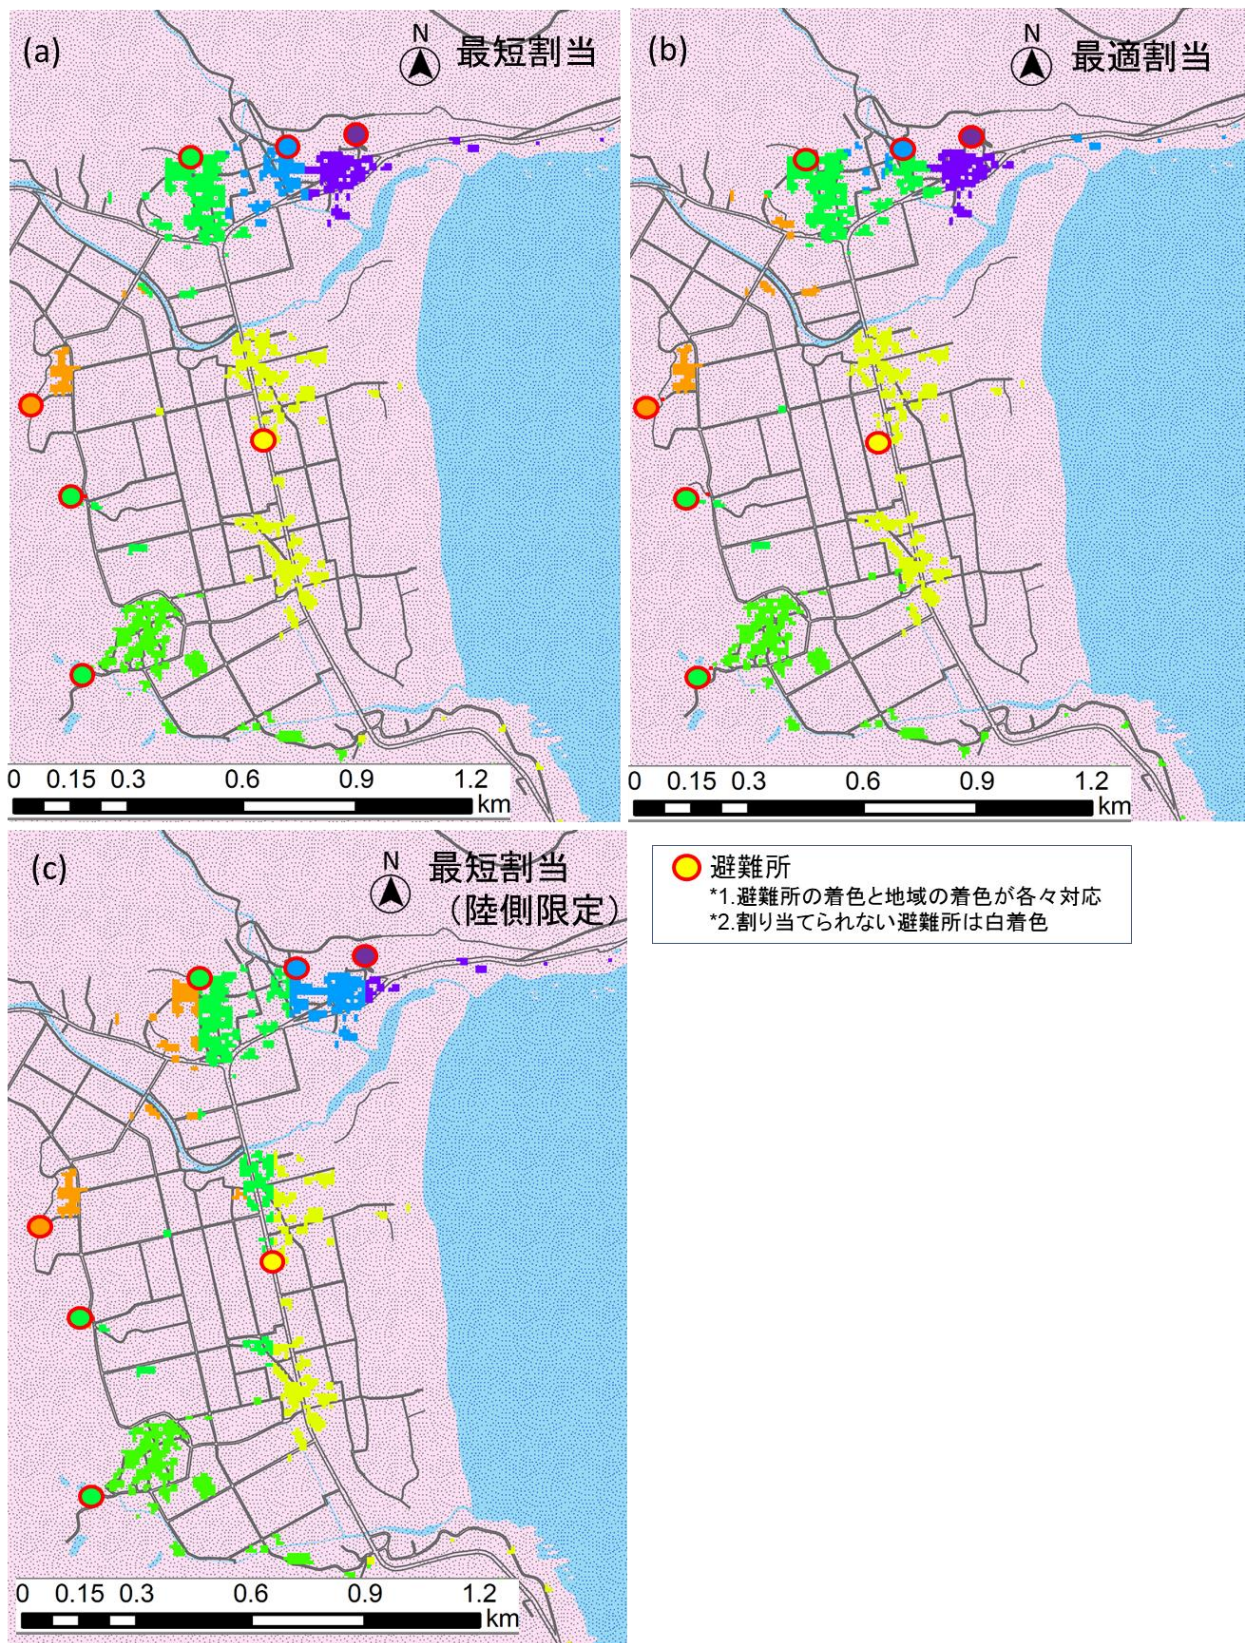 (a)
N
最短割当
0 0.15 0.3 0.6 0.9 1.2
km
(b)
N
最適割当
0 0.15 0.3 0.6 0.9 1.2
km
(c)
N
最短割当
（陸側限定）
0 0.15 0.3 0.6 0.9 1.2
km
避難所
*1.避難所の着色と地域の着色が各々対応
*2.割り当てられない避難所は白着色